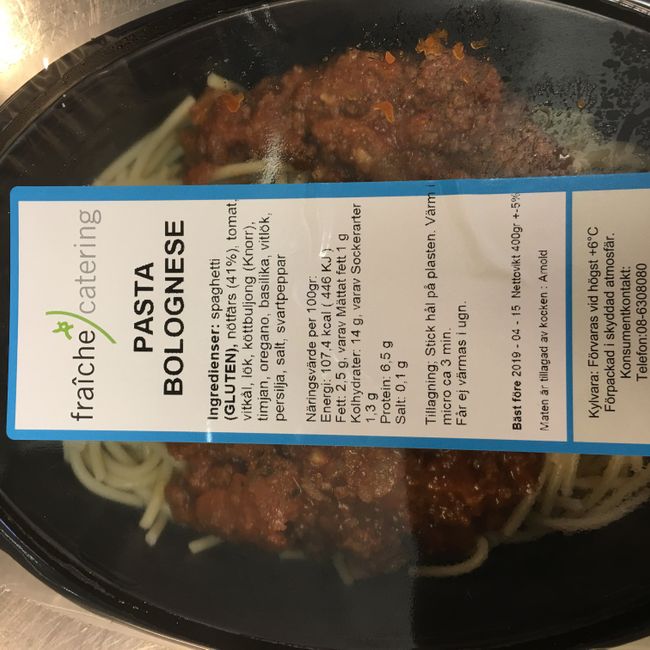 fraîche catering
PASTA
BOLOGNESE
Ingredienser: spaghetti
(GLUTEN), nötfärs (41%), tomat,
vitkål, lök, köttbuljong (Knorr),
timjan, oregano, basilika, vitlök,
persilja, salt, svartpeppar
Näringsvärde per 100gr:
Energi: 107,4 kcal ( 446 KJ)
Fett: 2,5 g, varav Mättat fett 1 g
Kolhydrater: 14 g, varav Sockerarter
1,3 g
Protein: 6,5 g
Salt: 0,1 g
Tillagning; Stick hål på plasten. Värm i
micro ca 3 min.
Får ej värmas i ugn.
Bäst före 2019 - 04 - 15 Nettovikt 400gr +-5%
Maten är tillagad av kocken : Arnold
Kylvara: Förvaras vid högst +6°C
Förpackad i skyddad atmosfär.
Konsumentkontakt:
Telefon:08-6308080